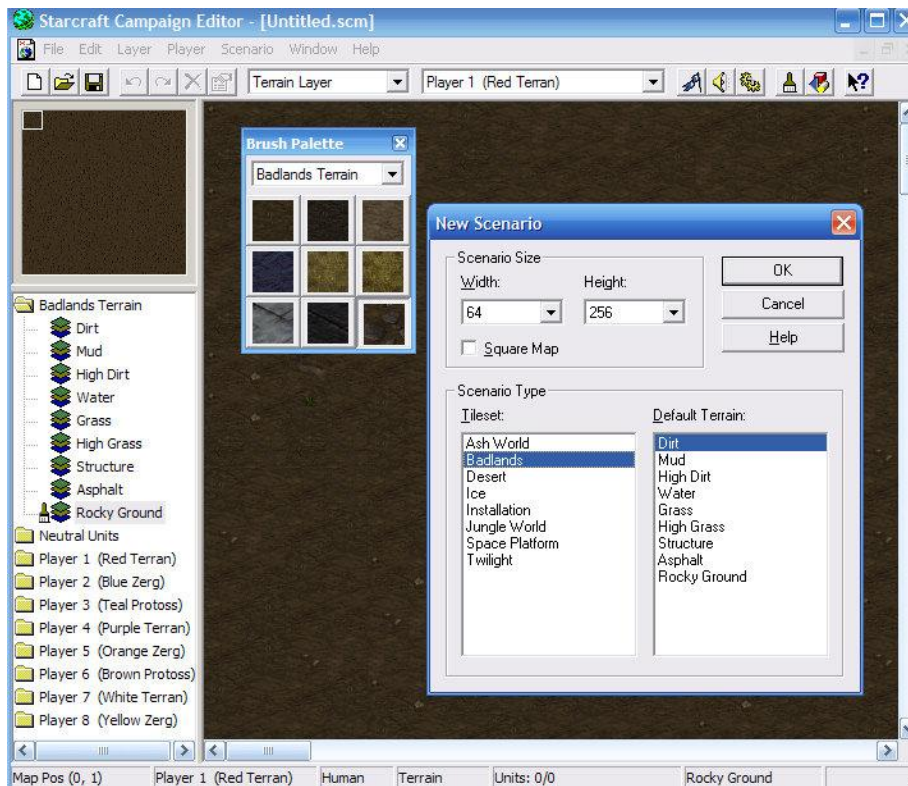 Starcraft Campaign Editor - [Untitled.scm]
File Edit Layer Player Scenario Window Help
Terrain Layer
Player 1 (Red Terran)
Brush Palette
Badlands Terrain
Badlands Terrain
Dirt
Mud
High Dirt
Water
Grass
High Grass
Structure
Asphalt
Rocky Ground
Neutral Units
Player 1 (Red Terran)
Player 2 (Blue Zerg)
Player 3 (Teal Protoss)
Player 4 (Purple Terran)
Player 5 (Orange Zerg)
Player 6 (Brown Protoss)
Player 7 (White Terran)
Player 8 (Yellow Zerg)
New Scenario
Scenario Size
Width: Height:
64 256
Square Map
OK
Cancel
Help
Scenario Type
Tileset:
Ash World
Badlands
Desert
Ice
Installation
Jungle World
Space Platform
Twilight
Default Terrain:
Dirt
Mud
High Dirt
Water
Grass
High Grass
Structure
Asphalt
Rocky Ground
Map Pos (0, 1) Player 1 (Red Terran) Human Terrain Units: 0/0 Rocky Ground